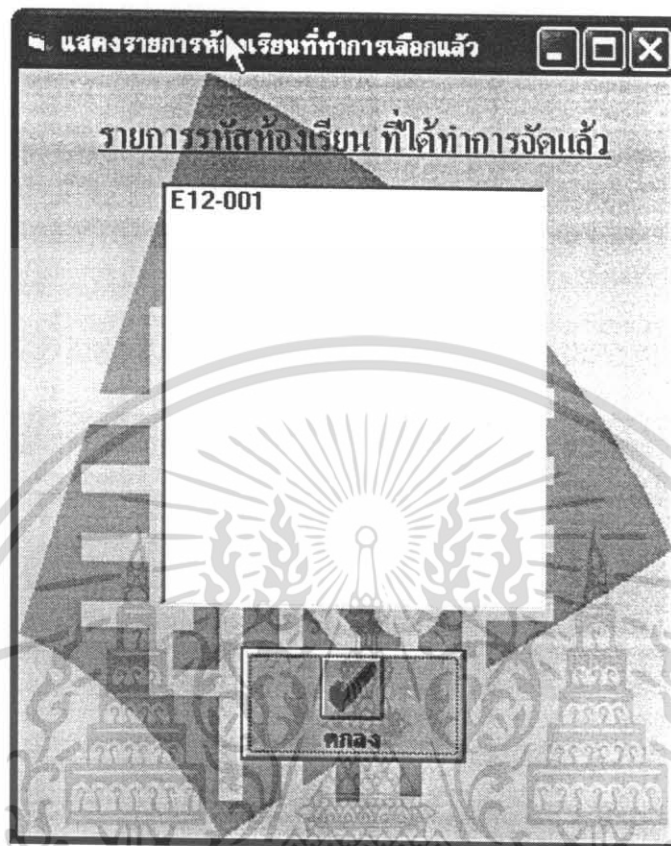 แสดงรายการห้องเรียนที่ทำการเลือกแล้ว
รายการรหัสห้องเรียน ที่ได้ทำการจัดแล้ว
E12-001
ตกลง